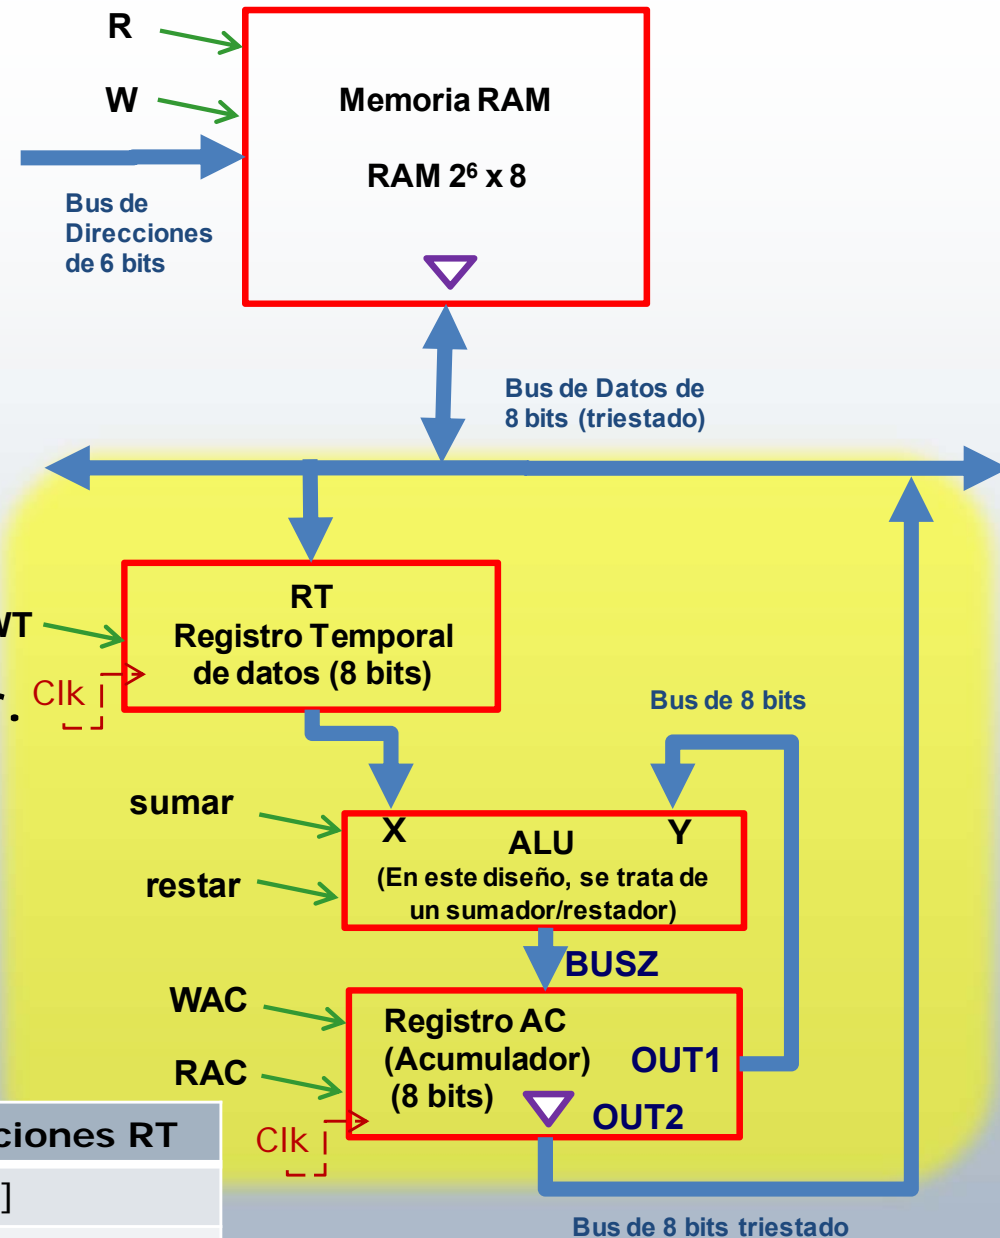 R
W
Memoria RAM
RAM 2⁶ x 8
Bus de
Direcciones
de 6 bits
Bus de Datos de
8 bits (triestado)
RT
Registro Temporal
de datos (8 bits)
WT
Clk
Bus de 8 bits
sumar
restar
X
Y
ALU
(En este diseño, se trata de
un sumador/restador)
BUSZ
WAC
RAC
Registro AC
(Acumulador)
(8 bits)
OUT1
OUT2
Clk
ciones RT
]
Bus de 8 bits triestado